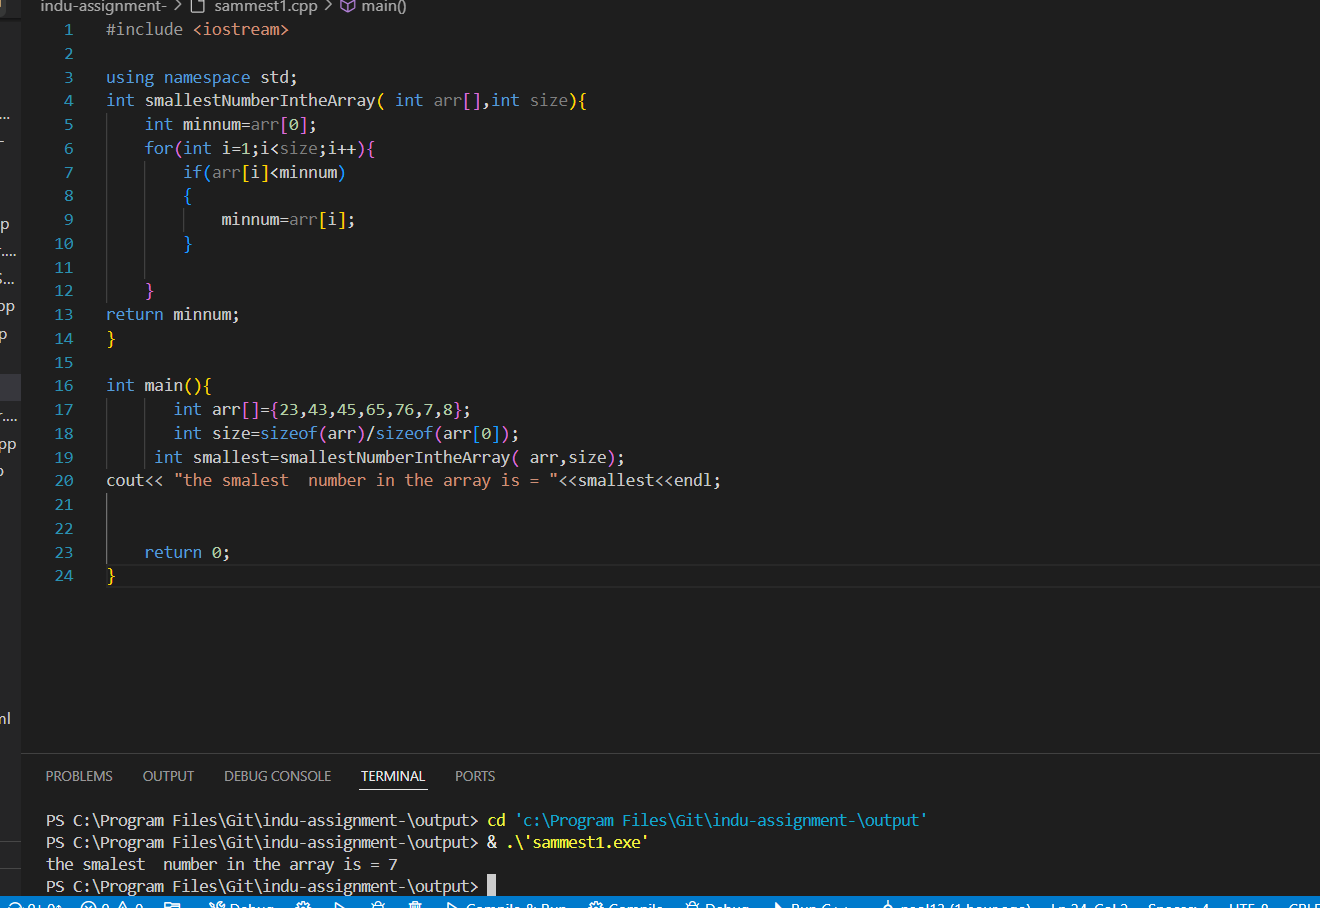 indu-assignment- > sammest1.cpp > main()
1 #include <iostream>
2
3 using namespace std;
4 int smallestNumberIntheArray( int arr[],int size){
5 int minnum=arr[0];
6 for(int i=1;i<size;i++){
7 if(arr[i]<minnum)
8 {
9 minnum=arr[i];
10 }
11
12 }
13 return minnum;
14 }
15
16 int main(){
17 int arr[]={23,43,45,65,76,7,8};
18 int size=sizeof(arr)/sizeof(arr[0]);
19 int smallest=smallestNumberIntheArray( arr,size);
20 cout<< "the smalest  number in the array is = "<<smallest<<endl;
21
22
23 return 0;
24 }
PROBLEMS OUTPUT DEBUG CONSOLE TERMINAL PORTS
PS C:\Program Files\Git\indu-assignment-\output> cd 'c:\Program Files\Git\indu-assignment-\output'
PS C:\Program Files\Git\indu-assignment-\output> & .\'sammest1.exe'
the smalest  number in the array is = 7
PS C:\Program Files\Git\indu-assignment-\output>